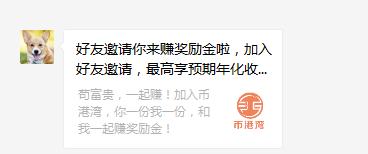 好友邀请你来赚奖励金啦，加入
好友邀请，最高享预期年化收...
苟富贵，一起赚！加入币
港湾，你一份我一份，和
我一起赚奖励金！
币港湾